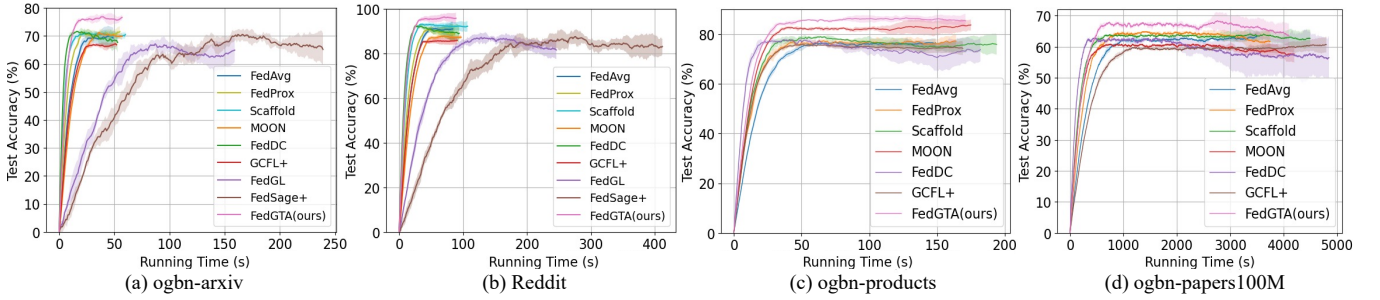 80
70
60
50
40
30
20
10
0
Test Accuracy (%)
FedAvg
FedProx
Scaffold
MOON
FedDC
GCFL+
FedGL
FedSage+
FedGTA(ours)
0 50 100 150 200 250
Running Time (s)
(a) ogbn-arxiv
100
80
60
40
20
0
Test Accuracy (%)
FedAvg
FedProx
Scaffold
MOON
FedDC
GCFL+
FedGL
FedSage+
FedGTA(ours)
0 100 200 300 400
Running Time (s)
(b) Reddit
80
60
40
20
0
Test Accuracy (%)
FedAvg
FedProx
Scaffold
MOON
FedDC
GCFL+
FedGTA(ours)
0 50 100 150 200
Running Time (s)
(c) ogbn-products
70
60
50
40
30
20
10
0
Test Accuracy (%)
FedAvg
FedProx
Scaffold
MOON
FedDC
GCFL+
FedGTA(ours)
0 1000 2000 3000 4000 5000
Running Time (s)
(d) ogbn-papers100M